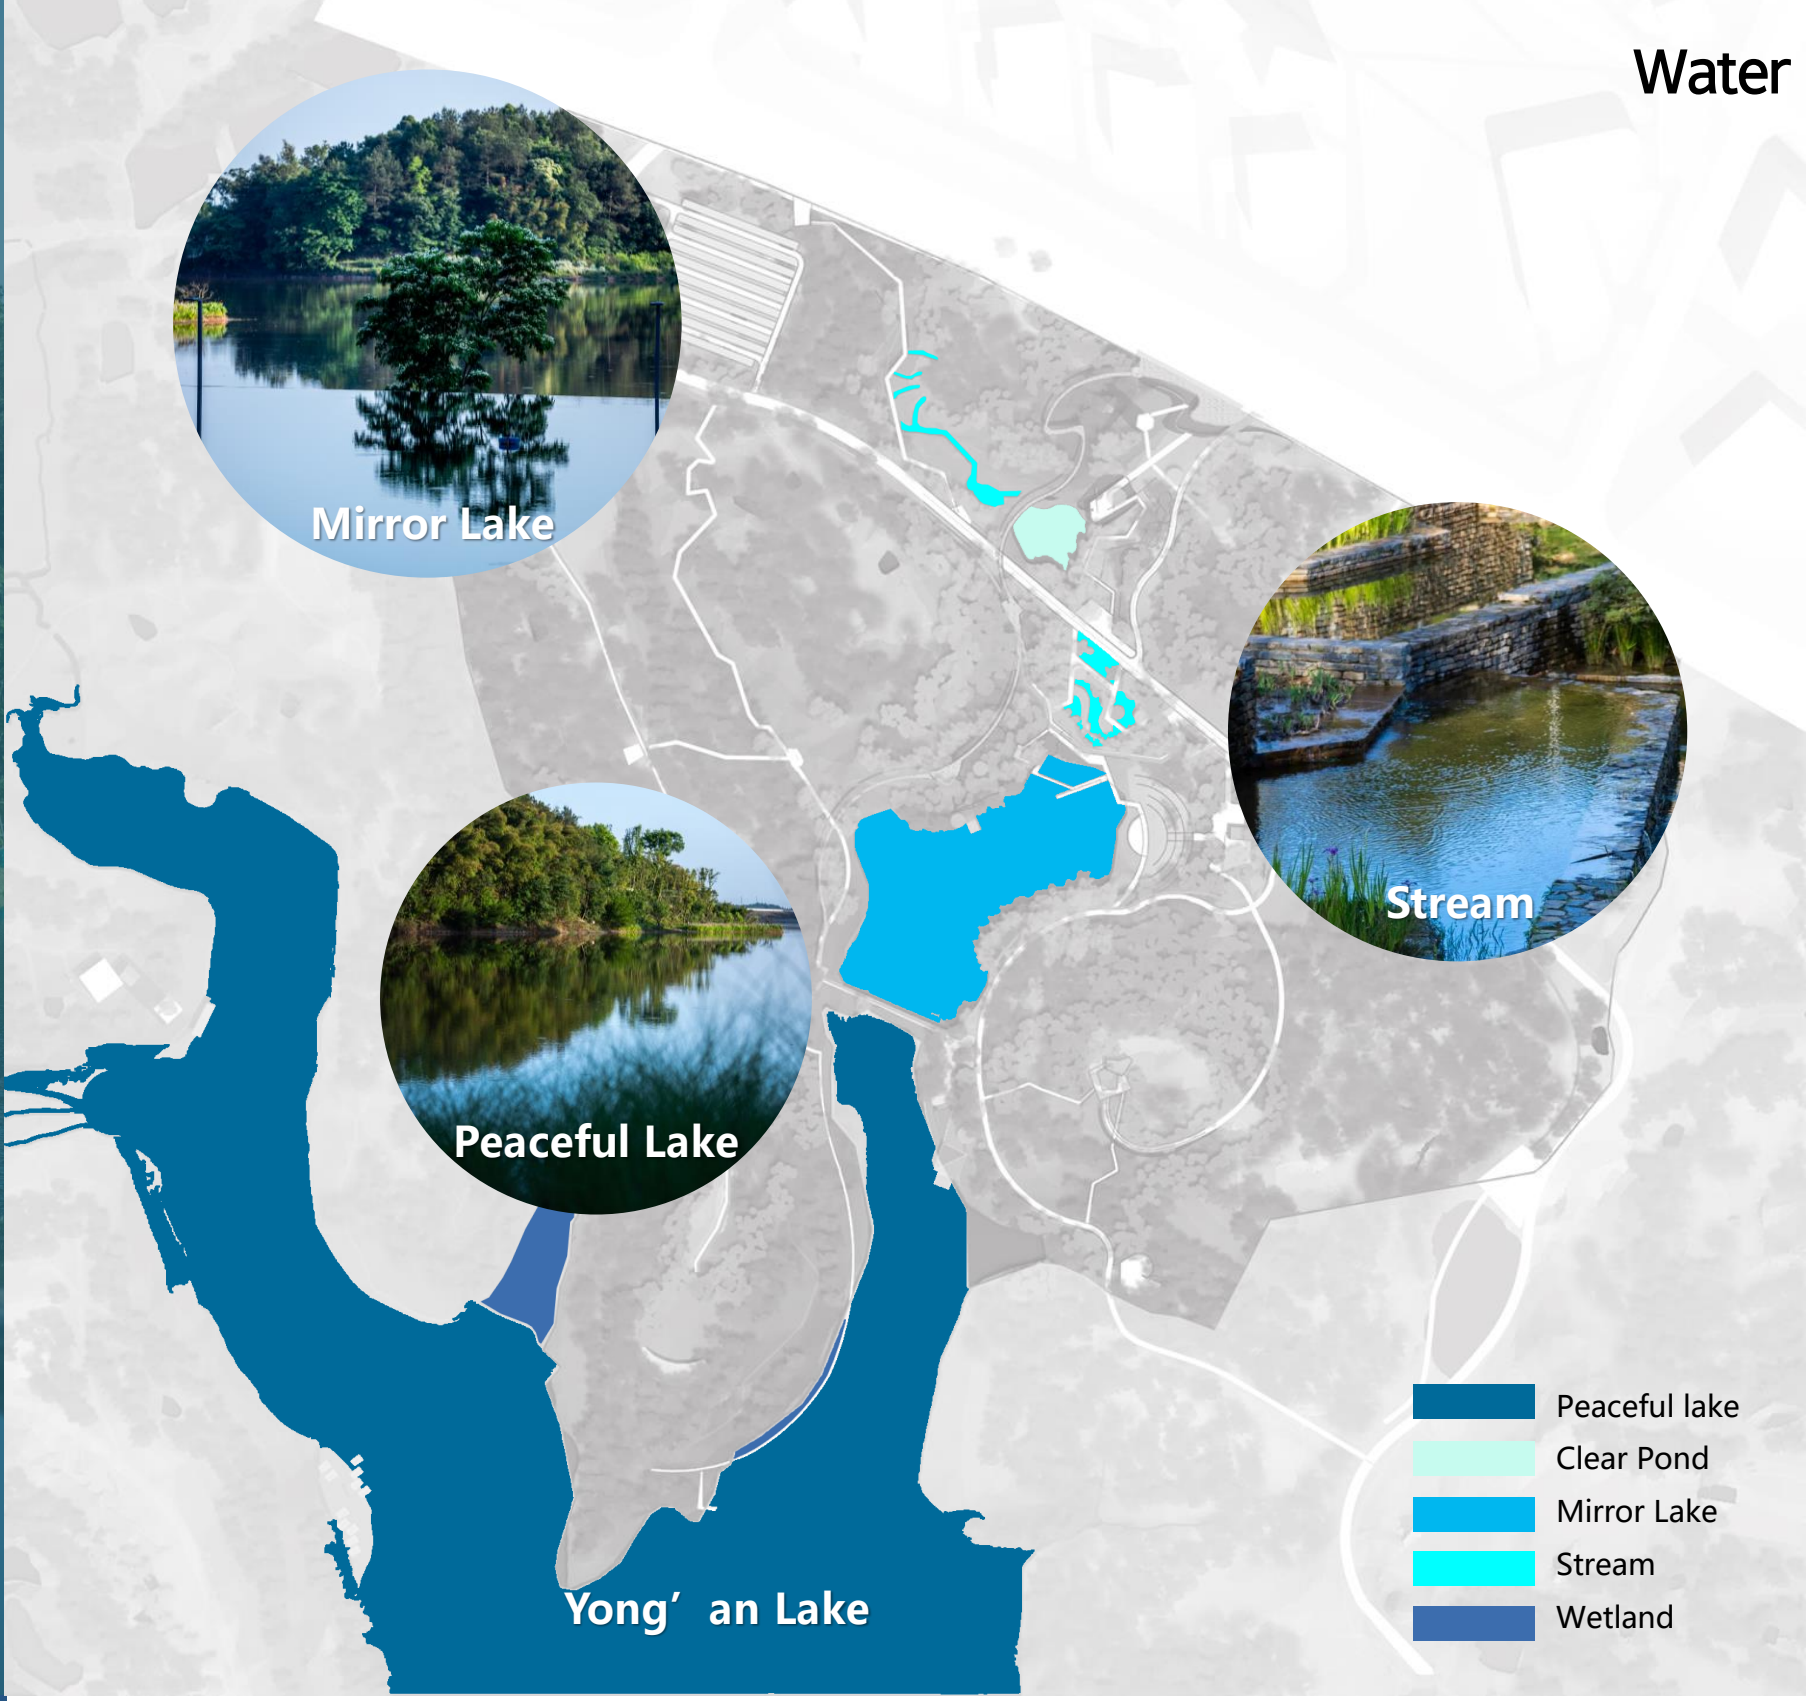 Water
Mirror Lake
Stream
Peaceful Lake
Yong’ an Lake
Peaceful lake
Clear Pond
Mirror Lake
Stream
Wetland